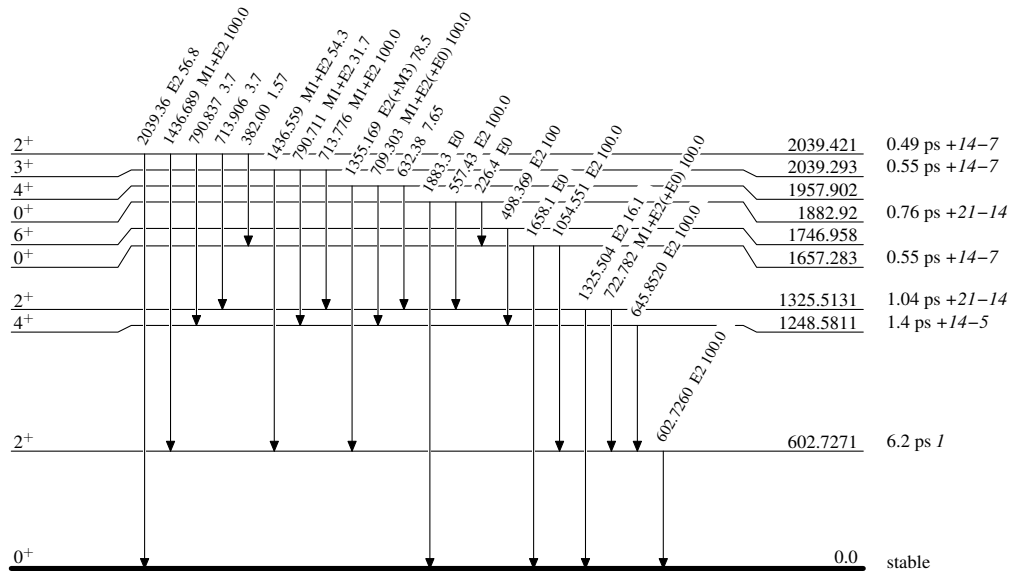 2039.36 E2 56.8
1436.689 M1+E2 100.0
790.837 3.7
713.906 3.7
382.00 1.57
1436.559 M1+E2 54.3
790.711 M1+E2 31.7
713.776 M1+E2 100.0
1355.169 E2(+M3) 78.5
709.303 M1+E2(+E0) 100.0
632.38 7.65
1883.3 E0
557.43 E2 100.0
226.4 E0
498.369 E2 100
1658.1 E0
1054.551 E2 100.0
1325.504 E2 16.1
722.782 M1+E2(+E0) 100.0
645.8520 E2 100.0
602.7260 E2 100.0
2+ 2039.421 0.49 ps +14−7
3+ 2039.293 0.55 ps +14−7
4+ 1957.902
0+ 1882.92 0.76 ps +21−14
6+ 1746.958
0+ 1657.283 0.55 ps +14−7
2+ 1325.5131 1.04 ps +21−14
4+ 1248.5811 1.4 ps +14−5
2+ 602.7271 6.2 ps 1
0+ 0.0 stable